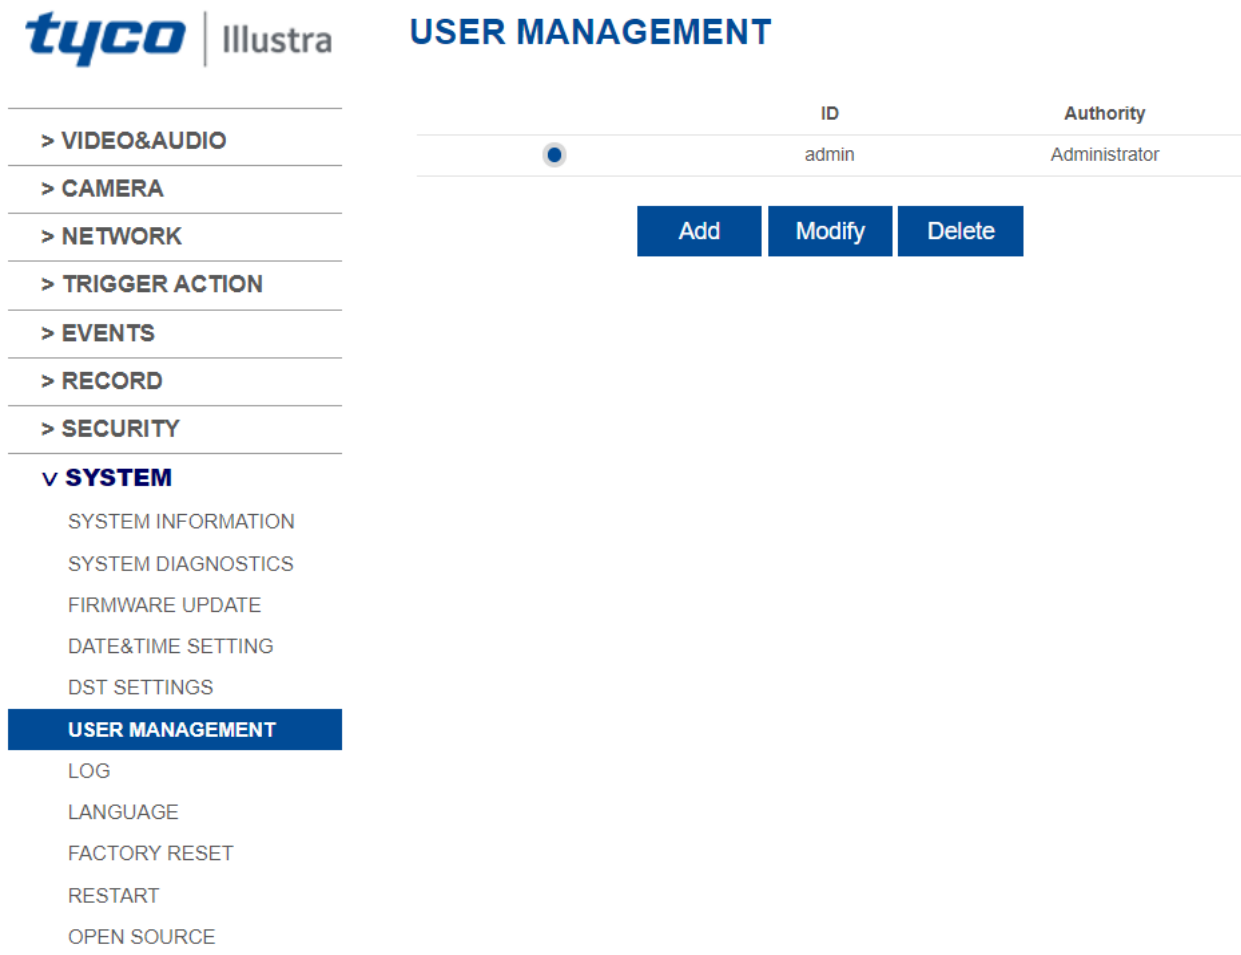 tyco | Illustra
USER MANAGEMENT
ID Authority
admin Administrator
Add Modify Delete
> VIDEO&AUDIO
> CAMERA
> NETWORK
> TRIGGER ACTION
> EVENTS
> RECORD
> SECURITY
v SYSTEM
SYSTEM INFORMATION
SYSTEM DIAGNOSTICS
FIRMWARE UPDATE
DATE&TIME SETTING
DST SETTINGS
USER MANAGEMENT
LOG
LANGUAGE
FACTORY RESET
RESTART
OPEN SOURCE